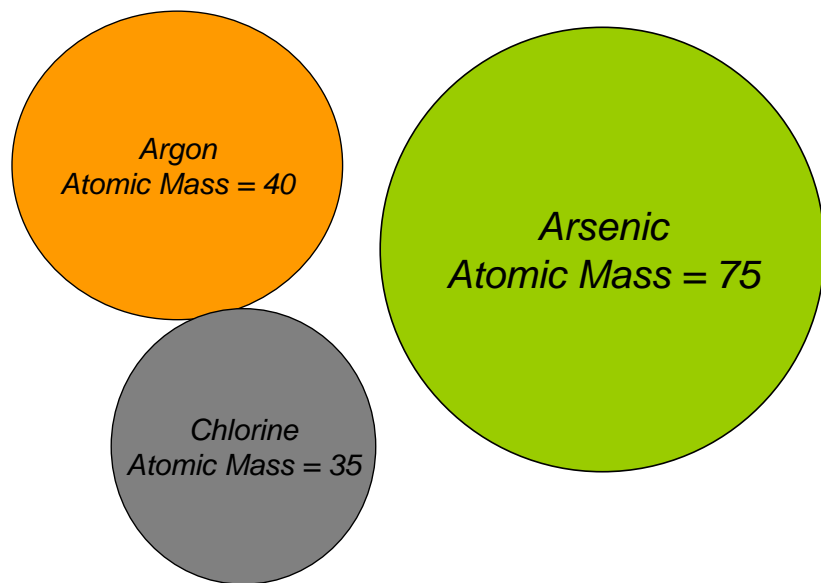 Argon
Atomic Mass = 40
Arsenic
Atomic Mass = 75
Chlorine
Atomic Mass = 35